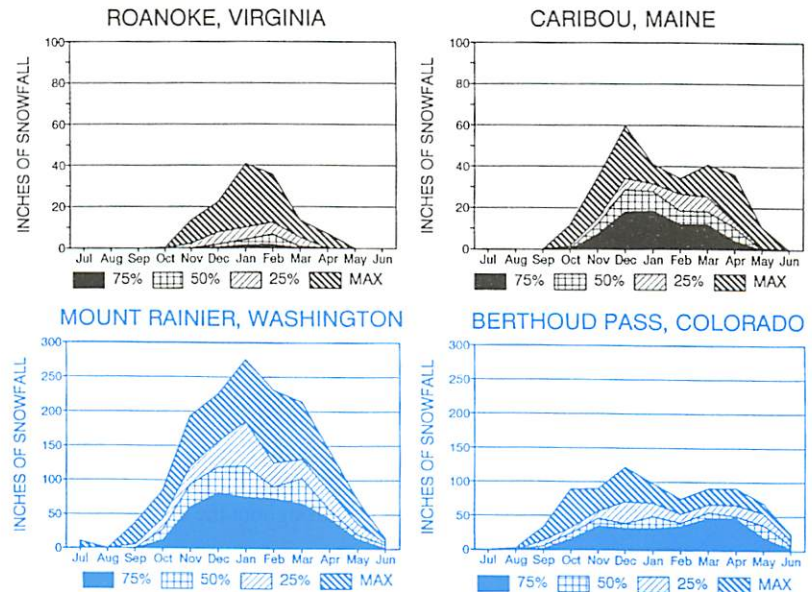 ROANOKE, VIRGINIA
INCHES OF SNOWFALL
100
80
60
40
20
0
Jul Aug Sep Oct Nov Dec Jan Feb Mar Apr May Jun
75% 50% 25% MAX
CARIBOU, MAINE
INCHES OF SNOWFALL
100
80
60
40
20
0
Jul Aug Sep Oct Nov Dec Jan Feb Mar Apr May Jun
75% 50% 25% MAX
MOUNT RAINIER, WASHINGTON
INCHES OF SNOWFALL
300
250
200
150
100
50
0
Jul Aug Sep Oct Nov Dec Jan Feb Mar Apr May Jun
75% 50% 25% MAX
BERTHOUD PASS, COLORADO
INCHES OF SNOWFALL
300
250
200
150
100
50
0
Jul Aug Sep Oct Nov Dec Jan Feb Mar Apr May Jun
75% 50% 25% MAX